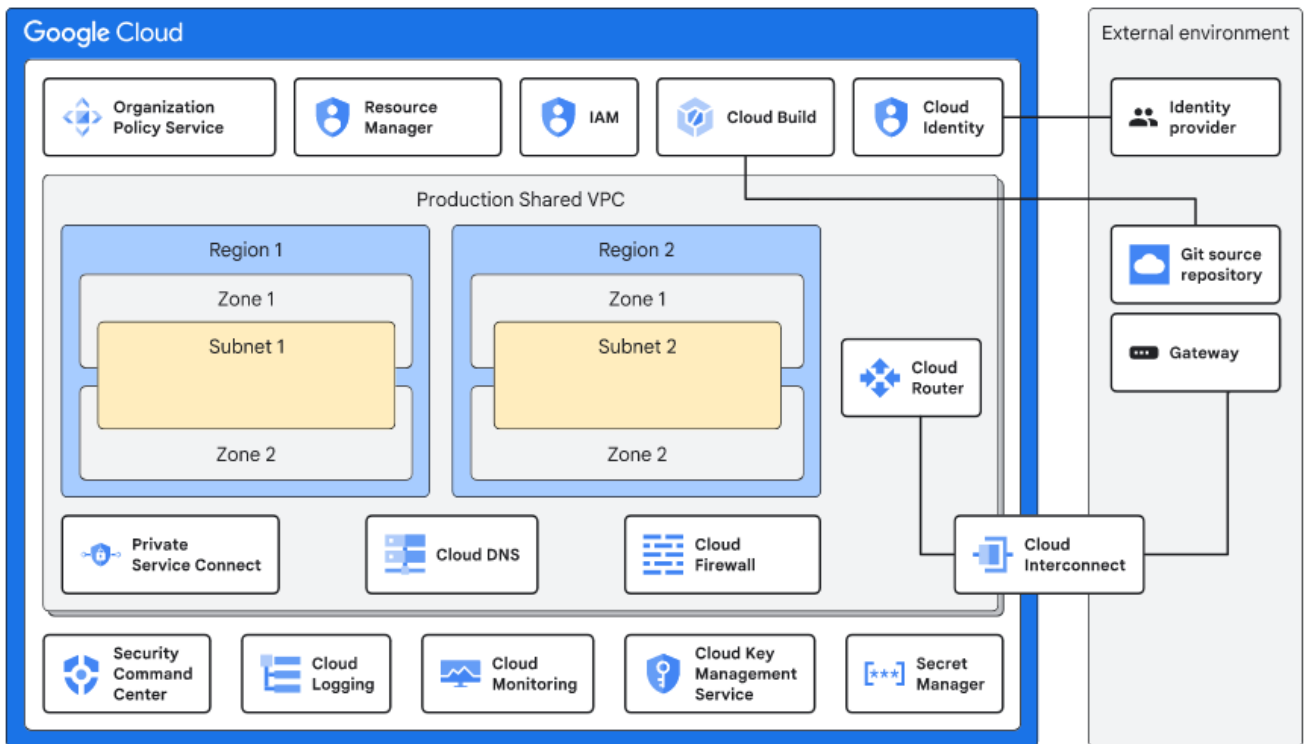 Google Cloud
External environment
Organization
Policy Service
Resource
Manager
IAM
Cloud Build
Cloud
Identity
Identity
provider
Production Shared VPC
Region 1
Zone 1
Subnet 1
Zone 2
Region 2
Zone 1
Subnet 2
Zone 2
Cloud
Router
Git source
repository
Gateway
Private
Service Connect
Cloud DNS
Cloud
Firewall
Cloud
Interconnect
Security
Command
Center
Cloud
Logging
Cloud
Monitoring
Cloud Key
Management
Service
[***]
Secret
Manager